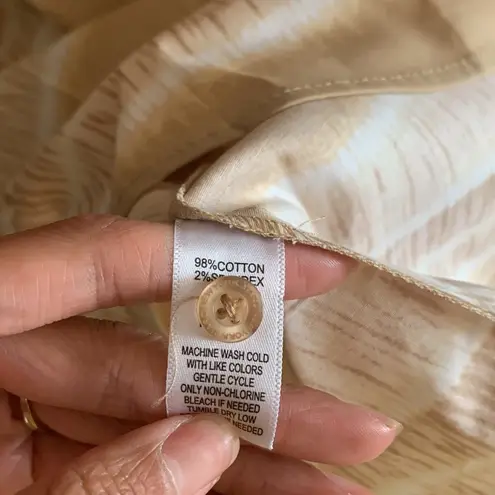 98%COTTON
MACHINE WASH COLD
WITH LIKE COLORS
GENTLE CYCLE
ONLY NON-CHLORINE
BLEACH IF NEEDED
TUMBLE DRY LOW
NEEDED